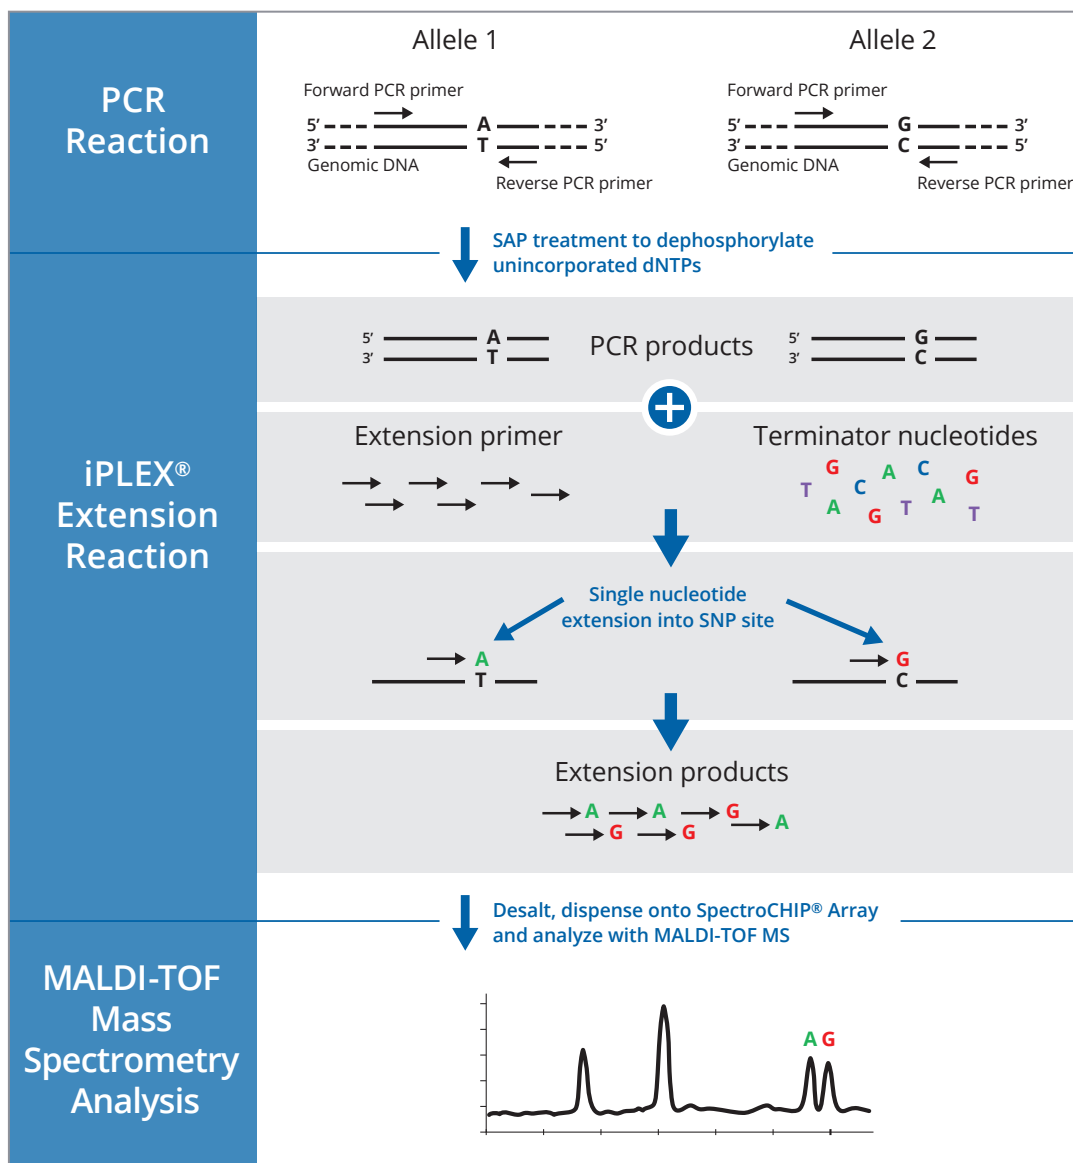 PCR
Reaction
Allele 1
Allele 2
Forward PCR primer
5’ A 3’
3’ T 5’
Genomic DNA
Reverse PCR primer
Forward PCR primer
5’ G 3’
3’ C 5’
Genomic DNA
Reverse PCR primer
SAP treatment to dephosphorylate
unincorporated dNTPs
iPLEX®
Extension
Reaction
5’ A
3’ T
PCR products
5’ G
3’ C
+
Extension primer
Terminator nucleotides
T G C A C G
A G T A T
Single nucleotide
extension into SNP site
A
T
G
C
Extension products
A A G A
G G
Desalt, dispense onto SpectroCHIP® Array
and analyze with MALDI-TOF MS
MALDI-TOF
Mass
Spectrometry
Analysis
A G